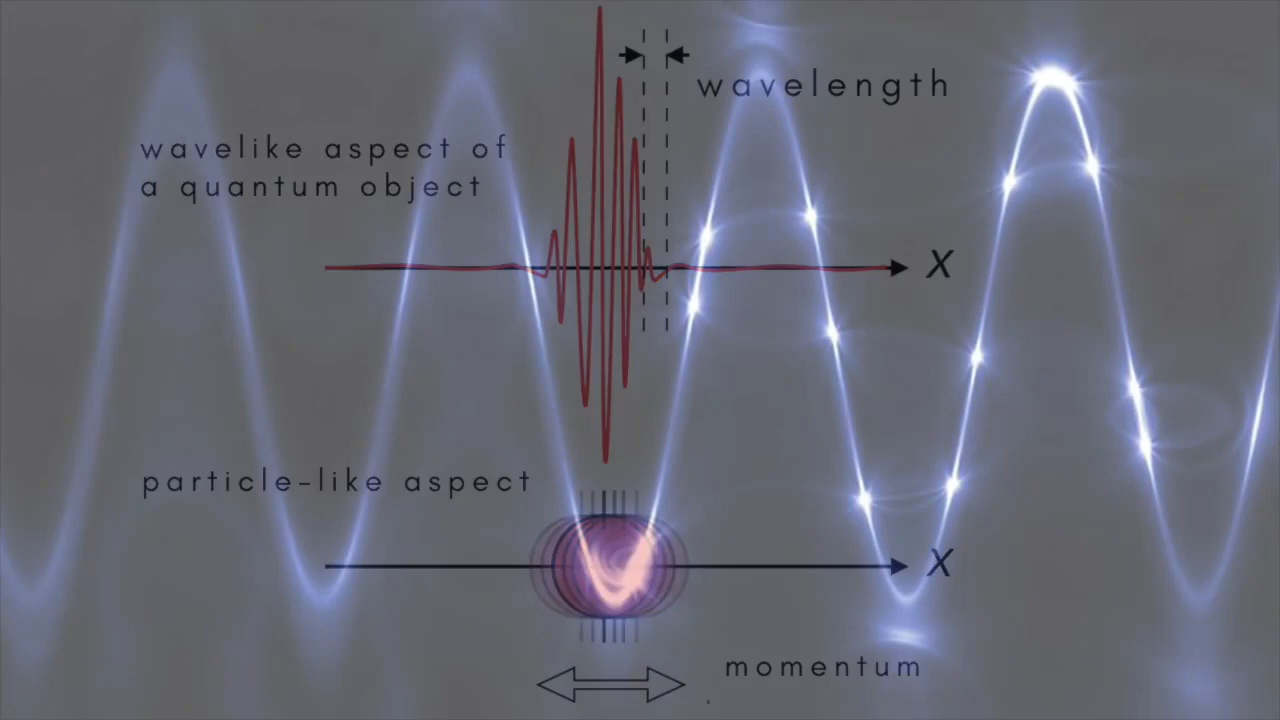 wavelength
wavelike aspect of
a quantum object
X
particle-like aspect
X
momentum